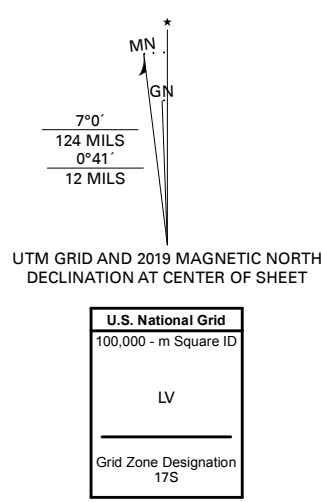 MN
GN
7°0´
124 MILS
0°41´
12 MILS
UTM GRID AND 2019 MAGNETIC NORTH
DECLINATION AT CENTER OF SHEET
U.S. National Grid
100,000 - m Square ID
LV
Grid Zone Designation
17S